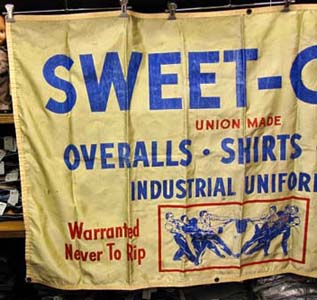 SWEET-O
UNION MADE
OVERALLS • SHIRTS
INDUSTRIAL UNIFOR
Warranted
Never To Rip